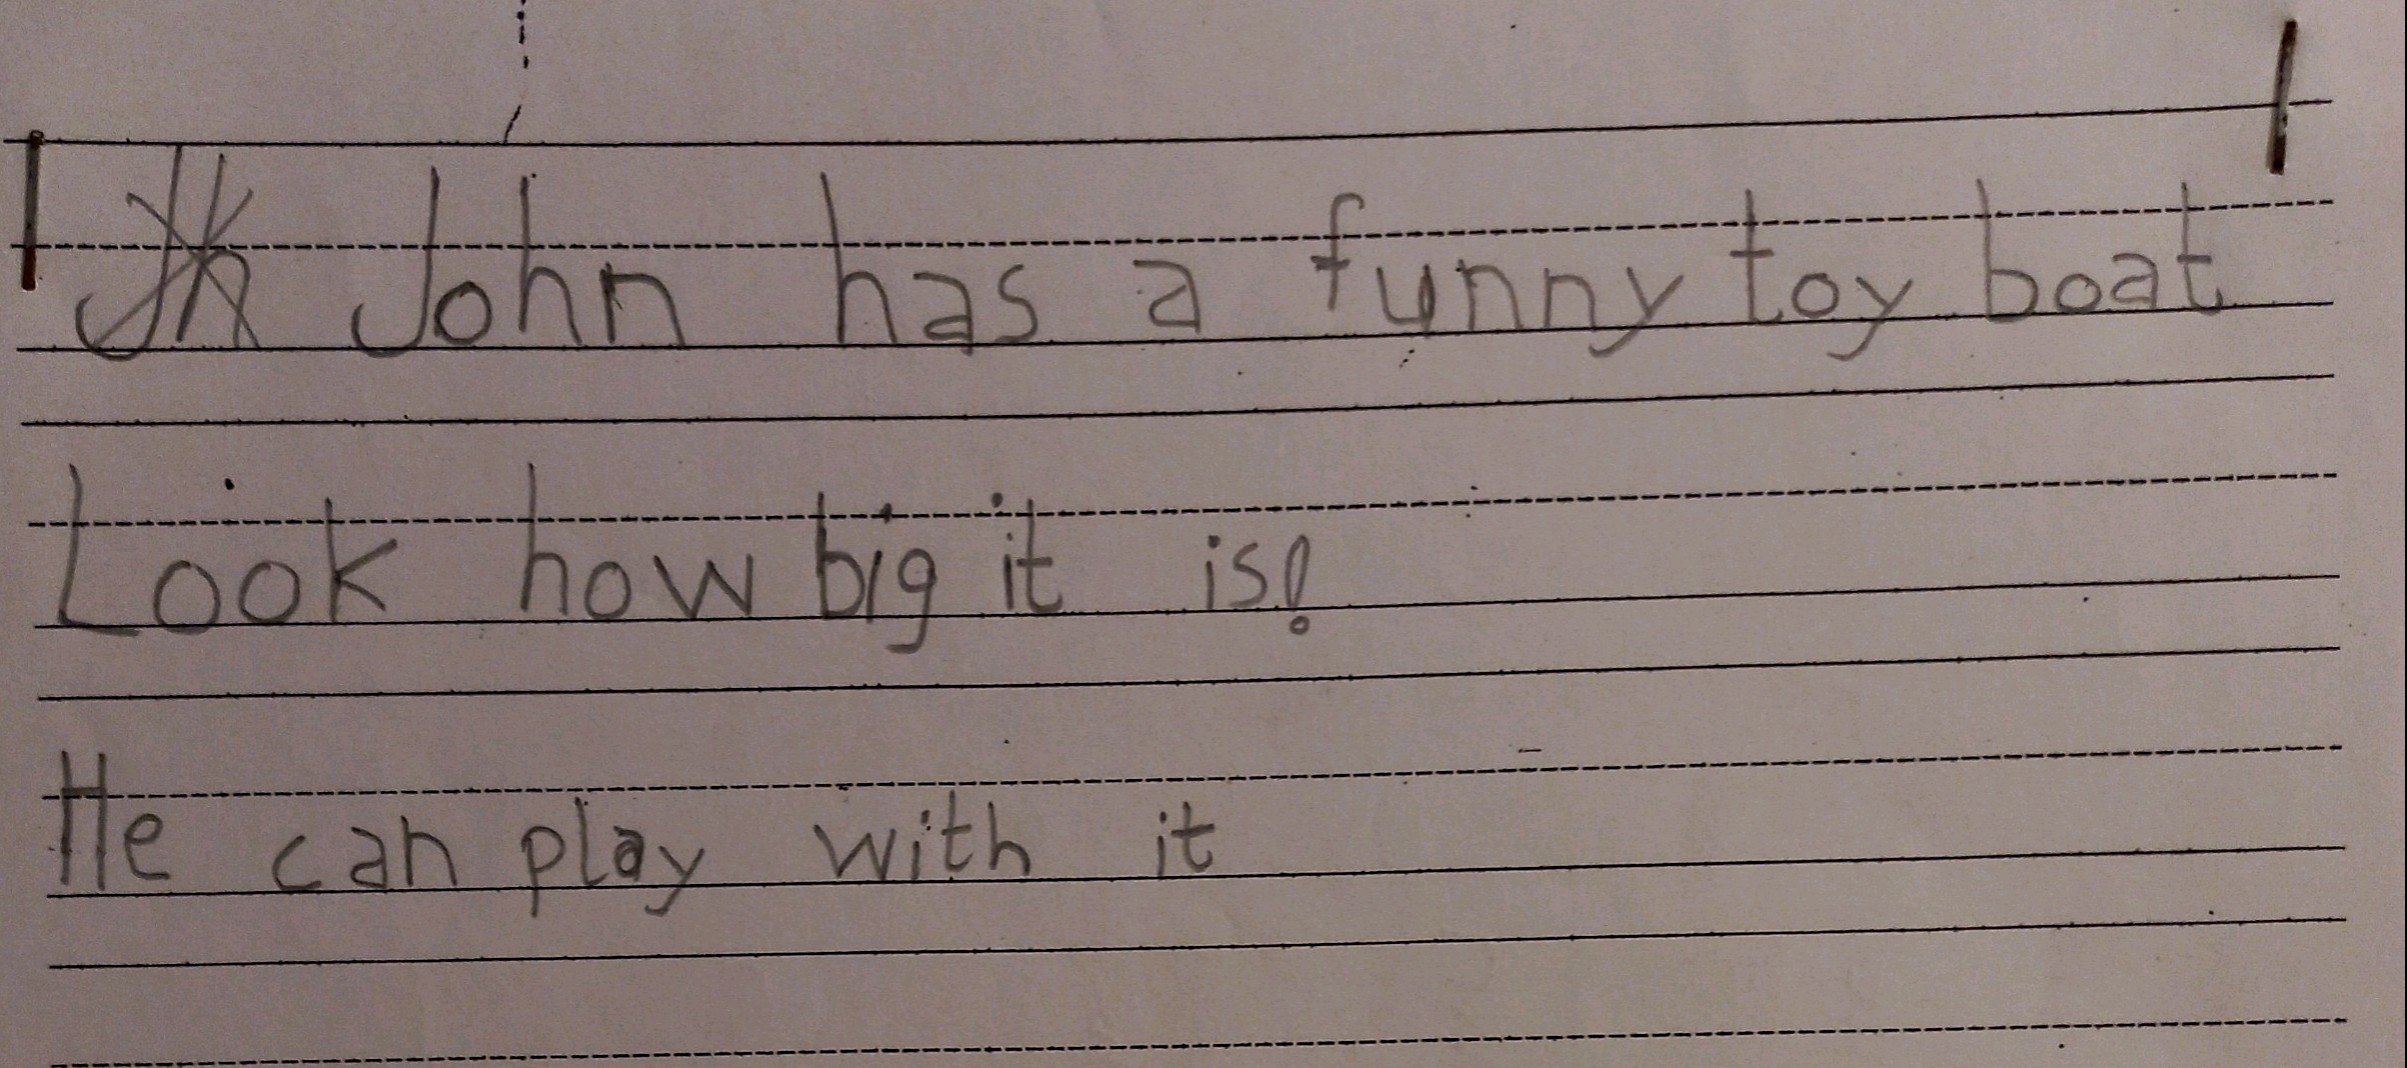 John has a funny toy boat
Look how big it is!
He can play with it